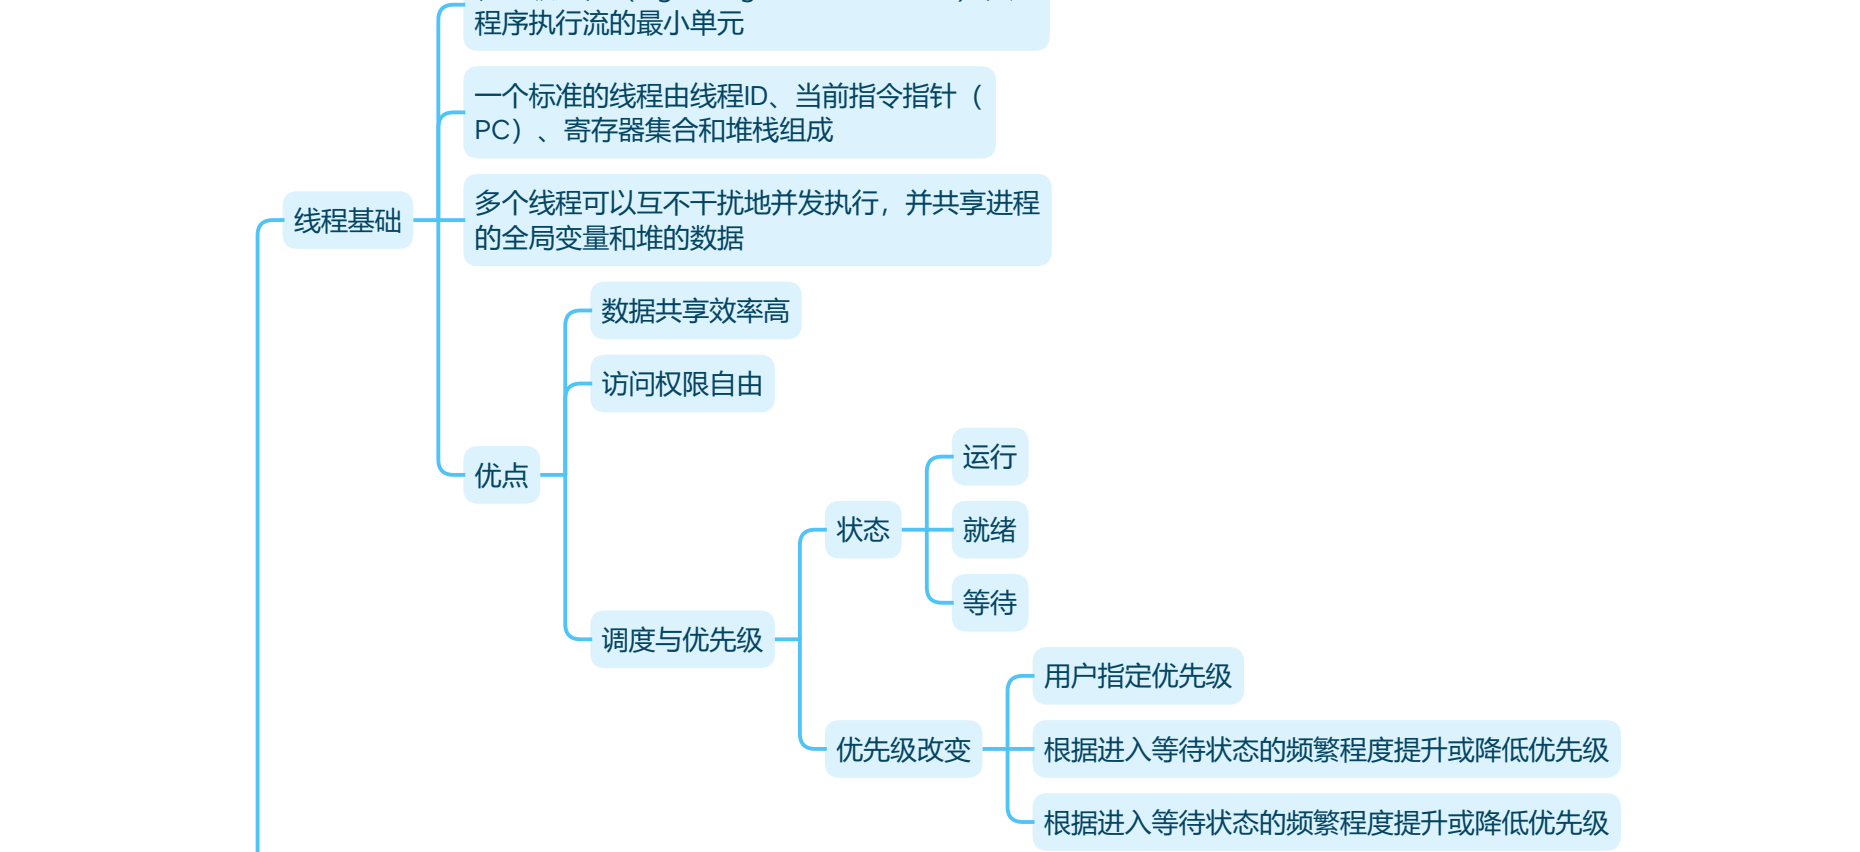 程序执行流的最小单元
一个标准的线程由线程ID、当前指令指针（
PC）、寄存器集合和堆栈组成
多个线程可以互不干扰地并发执行，并共享进程
的全局变量和堆的数据
线程基础
数据共享效率高
访问权限自由
优点
运行
状态
就绪
等待
调度与优先级
用户指定优先级
优先级改变
根据进入等待状态的频繁程度提升或降低优先级
根据进入等待状态的频繁程度提升或降低优先级